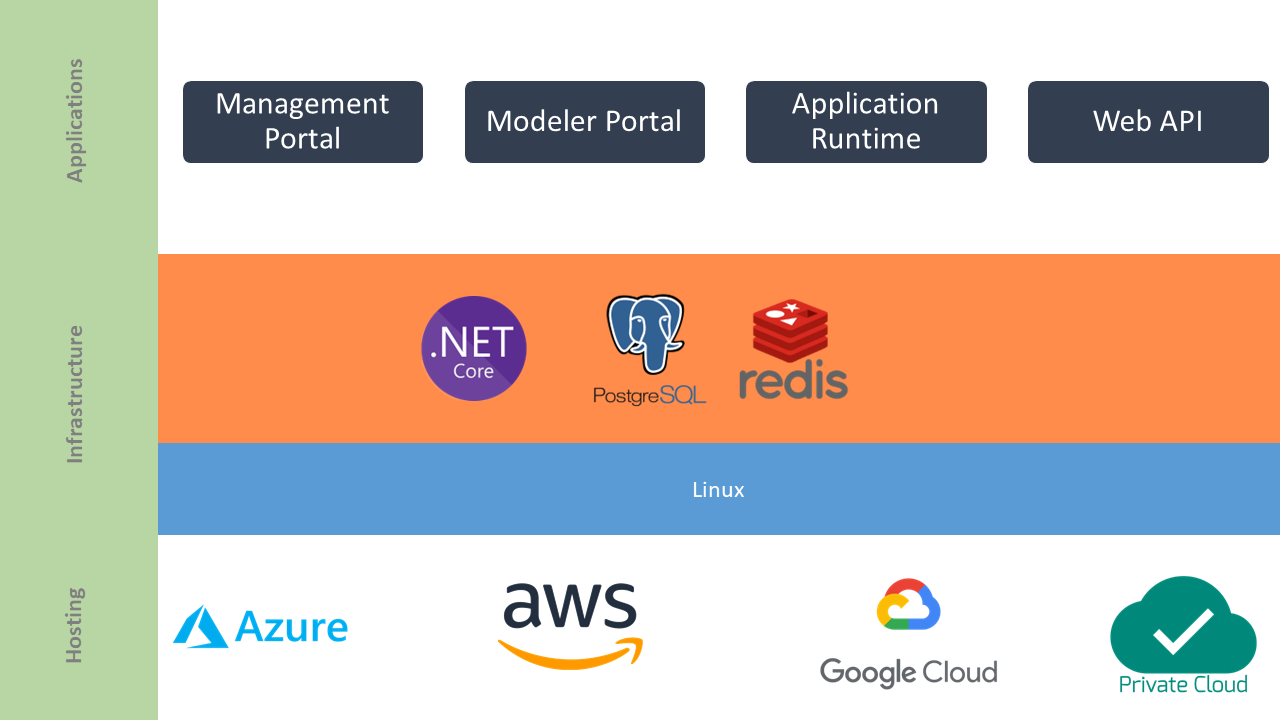 Applications
Management
Portal
Modeler Portal
Application
Runtime
Web API
Infrastructure
.NET
Core
PostgreSQL
redis
Linux
Hosting
Azure
aws
Google Cloud
Private Cloud